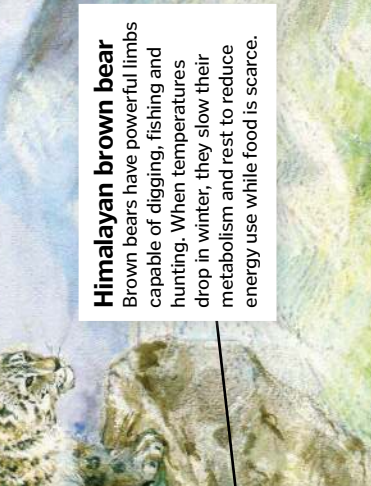 Himalayan brown bear
Brown bears have powerful limbs
capable of digging, fishing and
hunting. When temperatures
drop in winter, they slow their
metabolism and rest to reduce
energy use while food is scarce.